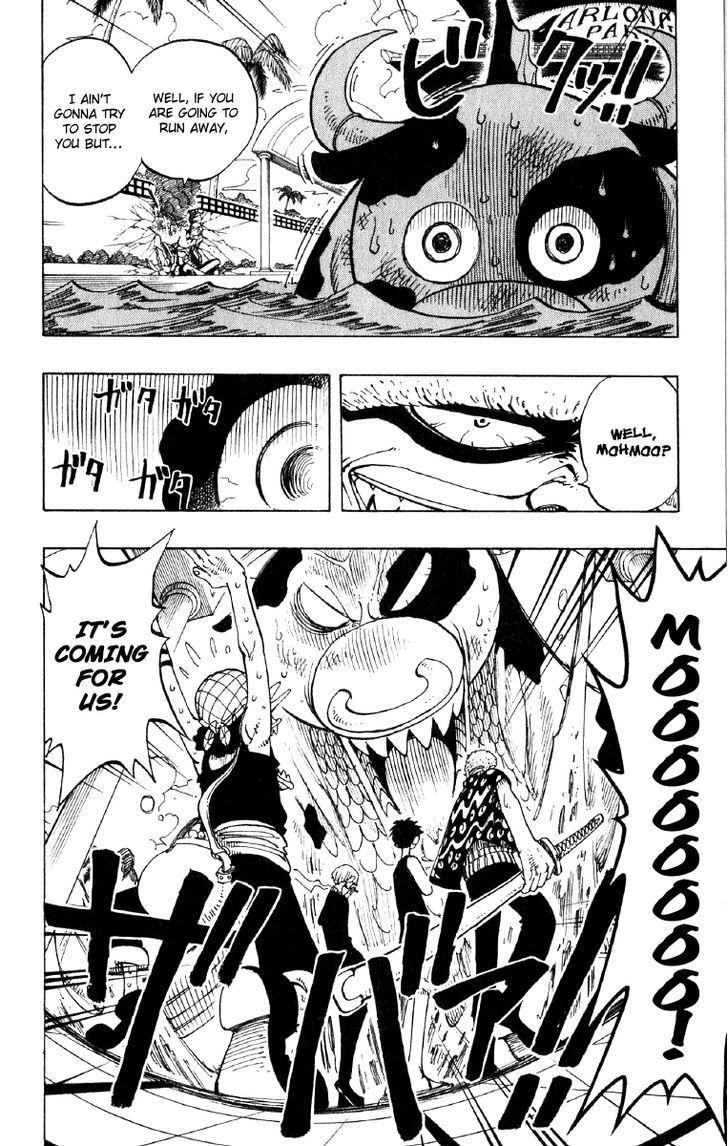 ARLONG
PARK
ビクッ!!
WELL, IF YOU
ARE GOING TO
RUN AWAY,
I AIN'T
GONNA TRY
TO STOP
YOU BUT...
WELL,
MOHMOO?
ガタ
ガタ
ガタ
ガタ
MOOOOOOOOO!
IT'S
COMING
FOR
US!
ザバァ!!